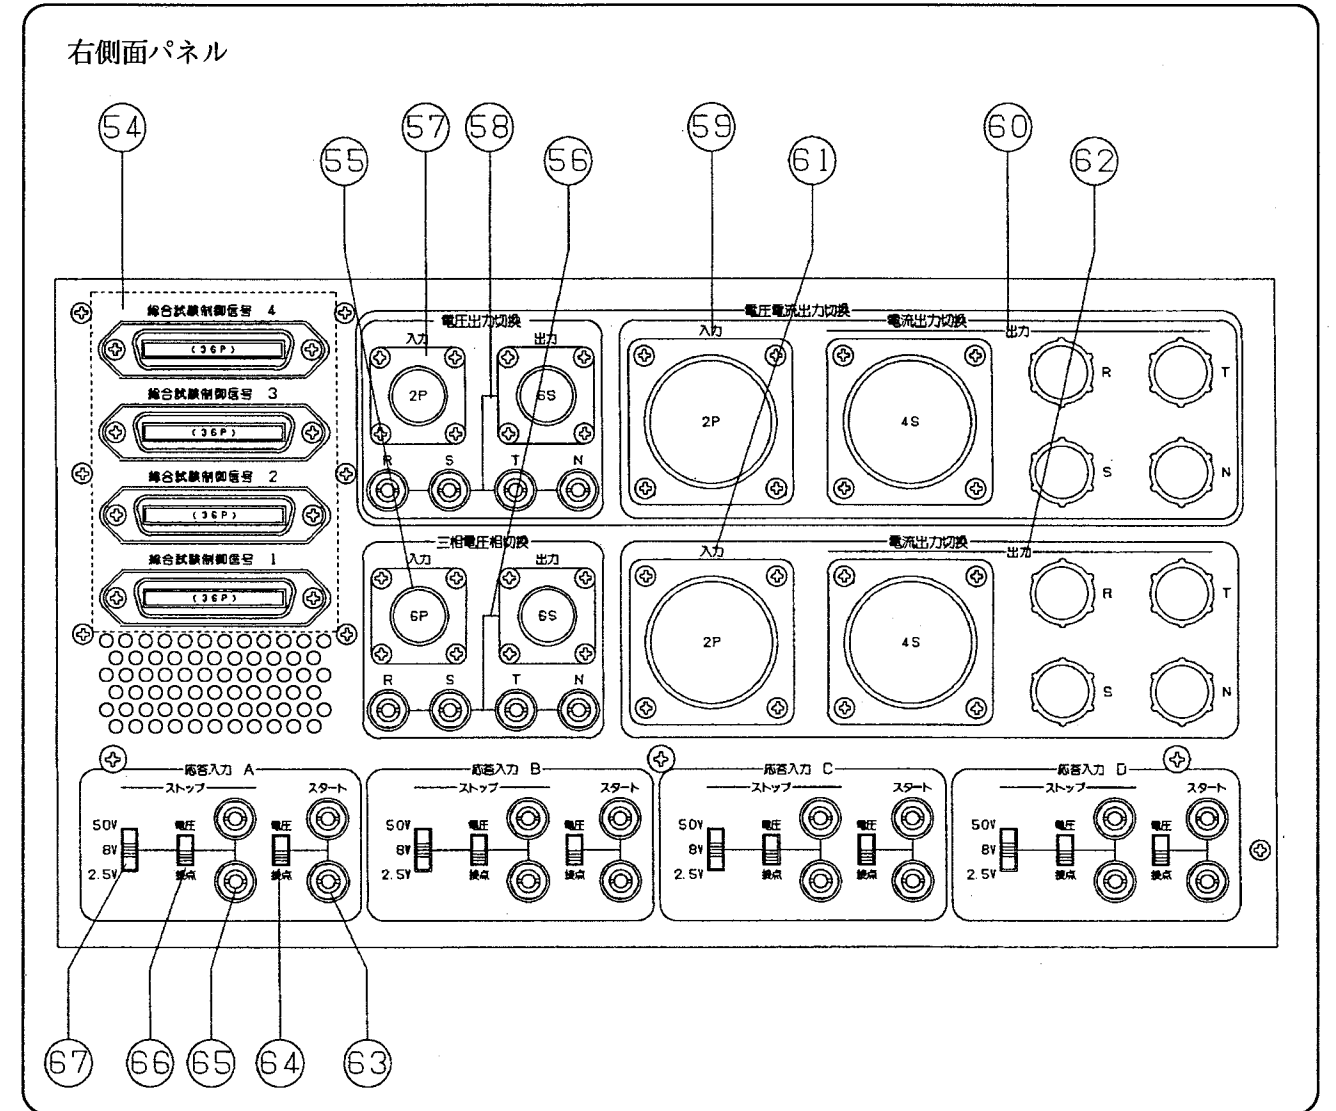 右側面パネル
54
57
58
59
60
55
56
61
62
総合試験制御信号 4
(36P)
総合試験制御信号 3
(36P)
総合試験制御信号 2
(36P)
総合試験制御信号 1
(36P)
電圧電流出力切換
電圧出力切換
入力
出力
2P
6S
R
S
T
N
電流出力切換
入力
出力
2P
4S
R
T
S
N
三相電圧相切換
入力
出力
6P
6S
R
S
T
N
電流出力切換
入力
出力
2P
4S
R
T
S
N
応答入力 A
ストップ
スタート
50V
8V
2.5V
電圧
接点
電圧
接点
応答入力 B
ストップ
スタート
50V
8V
2.5V
電圧
接点
電圧
接点
応答入力 C
ストップ
スタート
50V
8V
2.5V
電圧
接点
電圧
接点
応答入力 D
ストップ
スタート
50V
8V
2.5V
電圧
接点
電圧
接点
67
66
65
64
63